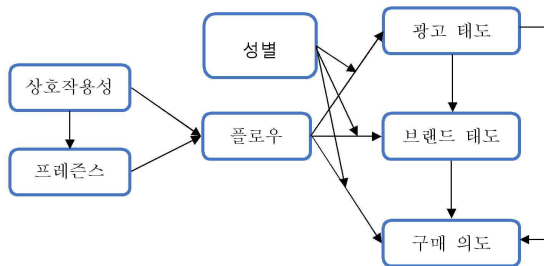 성별
광고 태도
상호작용성
플로우
브랜드 태도
프레즌스
구매 의도